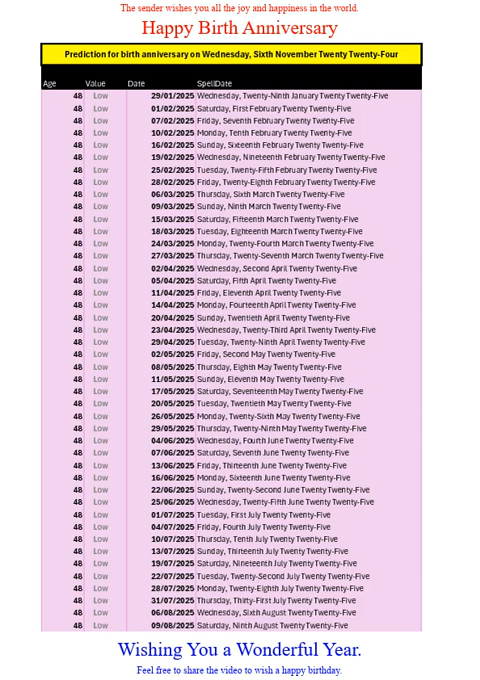 The sender wishes you all the joy and happiness in the world.
Happy Birth Anniversary
Prediction for birth anniversary on Wednesday, Sixth November Twenty Twenty-Four
Age Value Date SpellDate
48 Low 29/01/2025 Wednesday, Twenty-Ninth January Twenty Twenty-Five
48 Low 01/02/2025 Saturday, First February Twenty Twenty-Five
48 Low 07/02/2025 Friday, Seventh February Twenty Twenty-Five
48 Low 10/02/2025 Monday, Tenth February Twenty Twenty-Five
48 Low 16/02/2025 Sunday, Sixteenth February Twenty Twenty-Five
48 Low 19/02/2025 Wednesday, Nineteenth February Twenty Twenty-Five
48 Low 25/02/2025 Tuesday, Twenty-Fifth February Twenty Twenty-Five
48 Low 28/02/2025 Friday, Twenty-Eighth February Twenty Twenty-Five
48 Low 06/03/2025 Thursday, Sixth March Twenty Twenty-Five
48 Low 09/03/2025 Sunday, Ninth March Twenty Twenty-Five
48 Low 15/03/2025 Saturday, Fifteenth March Twenty Twenty-Five
48 Low 18/03/2025 Tuesday, Eighteenth March Twenty Twenty-Five
48 Low 24/03/2025 Monday, Twenty-Fourth March Twenty Twenty-Five
48 Low 27/03/2025 Thursday, Twenty-Seventh March Twenty Twenty-Five
48 Low 02/04/2025 Wednesday, Second April Twenty Twenty-Five
48 Low 05/04/2025 Saturday, Fifth April Twenty Twenty-Five
48 Low 11/04/2025 Friday, Eleventh April Twenty Twenty-Five
48 Low 14/04/2025 Monday, Fourteenth April Twenty Twenty-Five
48 Low 20/04/2025 Sunday, Twentieth April Twenty Twenty-Five
48 Low 23/04/2025 Wednesday, Twenty-Third April Twenty Twenty-Five
48 Low 29/04/2025 Tuesday, Twenty-Ninth April Twenty Twenty-Five
48 Low 02/05/2025 Friday, Second May Twenty Twenty-Five
48 Low 08/05/2025 Thursday, Eighth May Twenty Twenty-Five
48 Low 11/05/2025 Sunday, Eleventh May Twenty Twenty-Five
48 Low 17/05/2025 Saturday, Seventeenth May Twenty Twenty-Five
48 Low 20/05/2025 Tuesday, Twentieth May Twenty Twenty-Five
48 Low 26/05/2025 Monday, Twenty-Sixth May Twenty Twenty-Five
48 Low 29/05/2025 Thursday, Twenty-Ninth May Twenty Twenty-Five
48 Low 04/06/2025 Wednesday, Fourth June Twenty Twenty-Five
48 Low 07/06/2025 Saturday, Seventh June Twenty Twenty-Five
48 Low 13/06/2025 Friday, Thirteenth June Twenty Twenty-Five
48 Low 16/06/2025 Monday, Sixteenth June Twenty Twenty-Five
48 Low 22/06/2025 Sunday, Twenty-Second June Twenty Twenty-Five
48 Low 25/06/2025 Wednesday, Twenty-Fifth June Twenty Twenty-Five
48 Low 01/07/2025 Tuesday, First July Twenty Twenty-Five
48 Low 04/07/2025 Friday, Fourth July Twenty Twenty-Five
48 Low 10/07/2025 Thursday, Tenth July Twenty Twenty-Five
48 Low 13/07/2025 Sunday, Thirteenth July Twenty Twenty-Five
48 Low 19/07/2025 Saturday, Nineteenth July Twenty Twenty-Five
48 Low 22/07/2025 Tuesday, Twenty-Second July Twenty Twenty-Five
48 Low 28/07/2025 Monday, Twenty-Eighth July Twenty Twenty-Five
48 Low 31/07/2025 Thursday, Thirty-First July Twenty Twenty-Five
48 Low 06/08/2025 Wednesday, Sixth August Twenty Twenty-Five
48 Low 09/08/2025 Saturday, Ninth August Twenty Twenty-Five
Wishing You a Wonderful Year.
Feel free to share the video to wish a happy birthday.